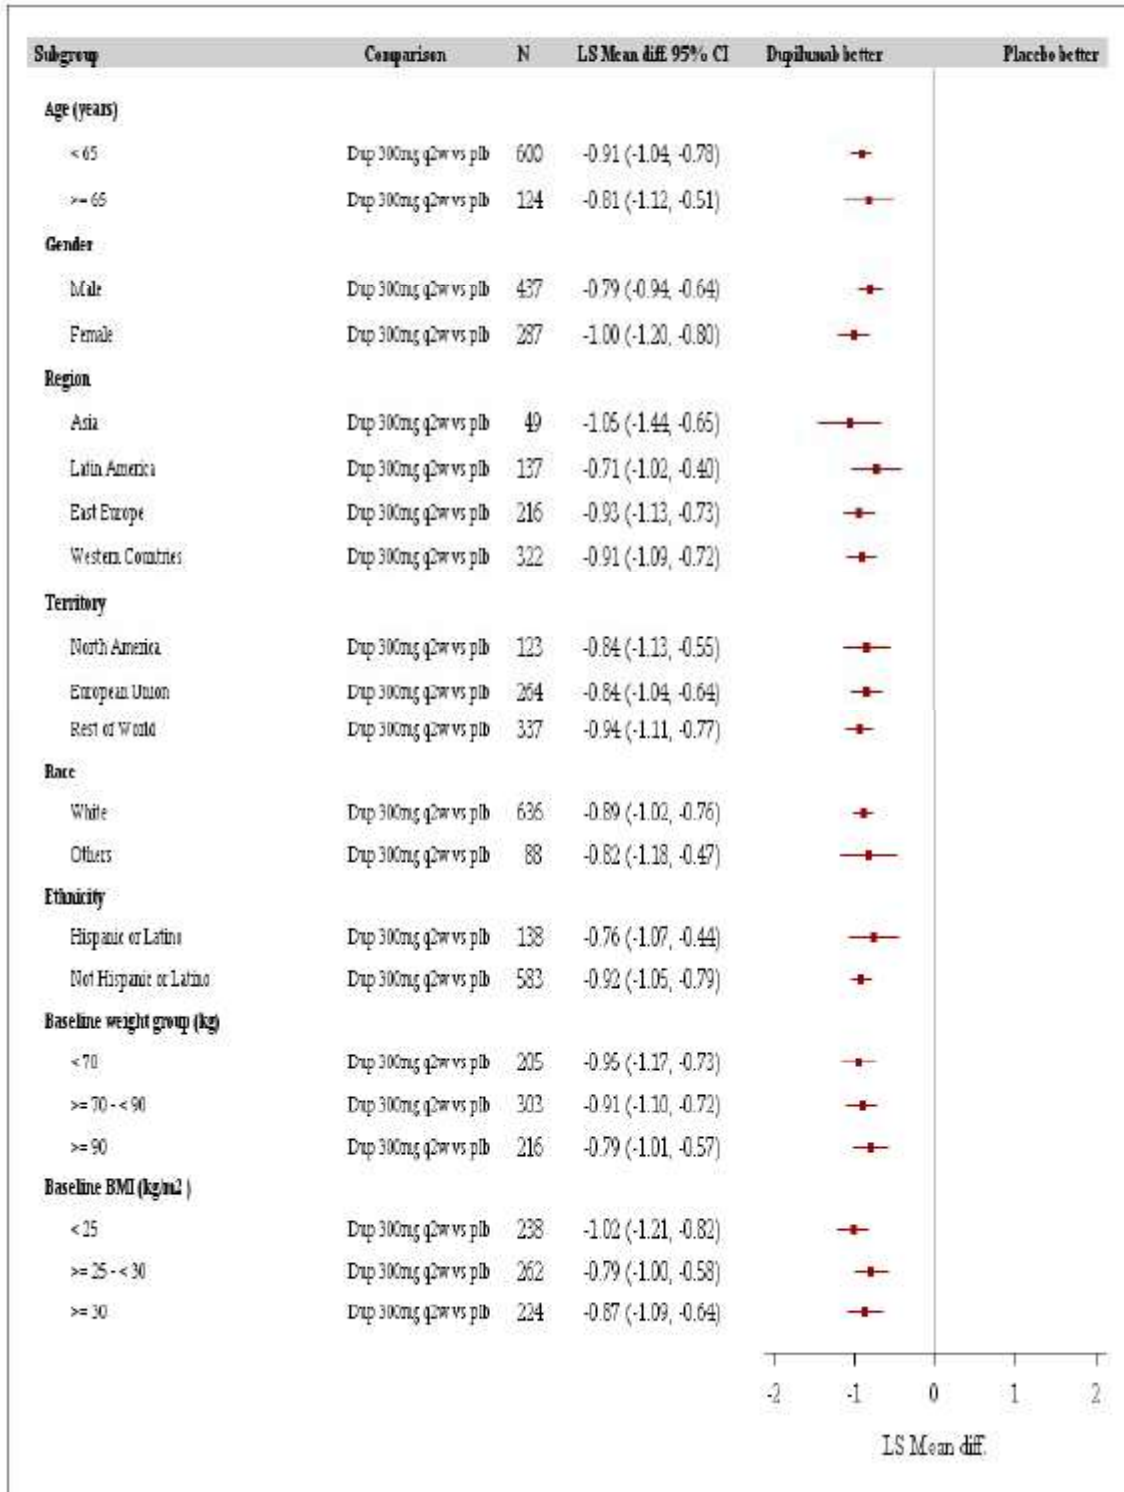 Subgroup Comparison N LS Mean diff. 95% CI Dupilumab better Placebo better
Age (years)
< 65 Dup 300mg q2w vs plb 600 -0.91 (-1.04, -0.78)
>= 65 Dup 300mg q2w vs plb 124 -0.81 (-1.12, -0.51)
Gender
Male Dup 300mg q2w vs plb 437 -0.79 (-0.94, -0.64)
Female Dup 300mg q2w vs plb 287 -1.00 (-1.20, -0.80)
Region
Asia Dup 300mg q2w vs plb 49 -1.05 (-1.44, -0.65)
Latin America Dup 300mg q2w vs plb 137 -0.71 (-1.02, -0.40)
East Europe Dup 300mg q2w vs plb 216 -0.93 (-1.13, -0.73)
Western Countries Dup 300mg q2w vs plb 322 -0.91 (-1.09, -0.72)
Territory
North America Dup 300mg q2w vs plb 123 -0.84 (-1.13, -0.55)
European Union Dup 300mg q2w vs plb 264 -0.84 (-1.04, -0.64)
Rest of World Dup 300mg q2w vs plb 337 -0.94 (-1.11, -0.77)
Race
White Dup 300mg q2w vs plb 636 -0.89 (-1.02, -0.76)
Others Dup 300mg q2w vs plb 88 -0.82 (-1.18, -0.47)
Ethnicity
Hispanic or Latino Dup 300mg q2w vs plb 138 -0.76 (-1.07, -0.44)
Not Hispanic or Latino Dup 300mg q2w vs plb 583 -0.92 (-1.05, -0.79)
Baseline weight group (kg)
< 70 Dup 300mg q2w vs plb 205 -0.95 (-1.17, -0.73)
>= 70 - < 90 Dup 300mg q2w vs plb 303 -0.91 (-1.10, -0.72)
>= 90 Dup 300mg q2w vs plb 216 -0.79 (-1.01, -0.57)
Baseline BMI (kg/m2 )
< 25 Dup 300mg q2w vs plb 238 -1.02 (-1.21, -0.82)
>= 25 - < 30 Dup 300mg q2w vs plb 262 -0.79 (-1.00, -0.58)
>= 30 Dup 300mg q2w vs plb 224 -0.87 (-1.09, -0.64)
-2 -1 0 1 2
LS Mean diff.